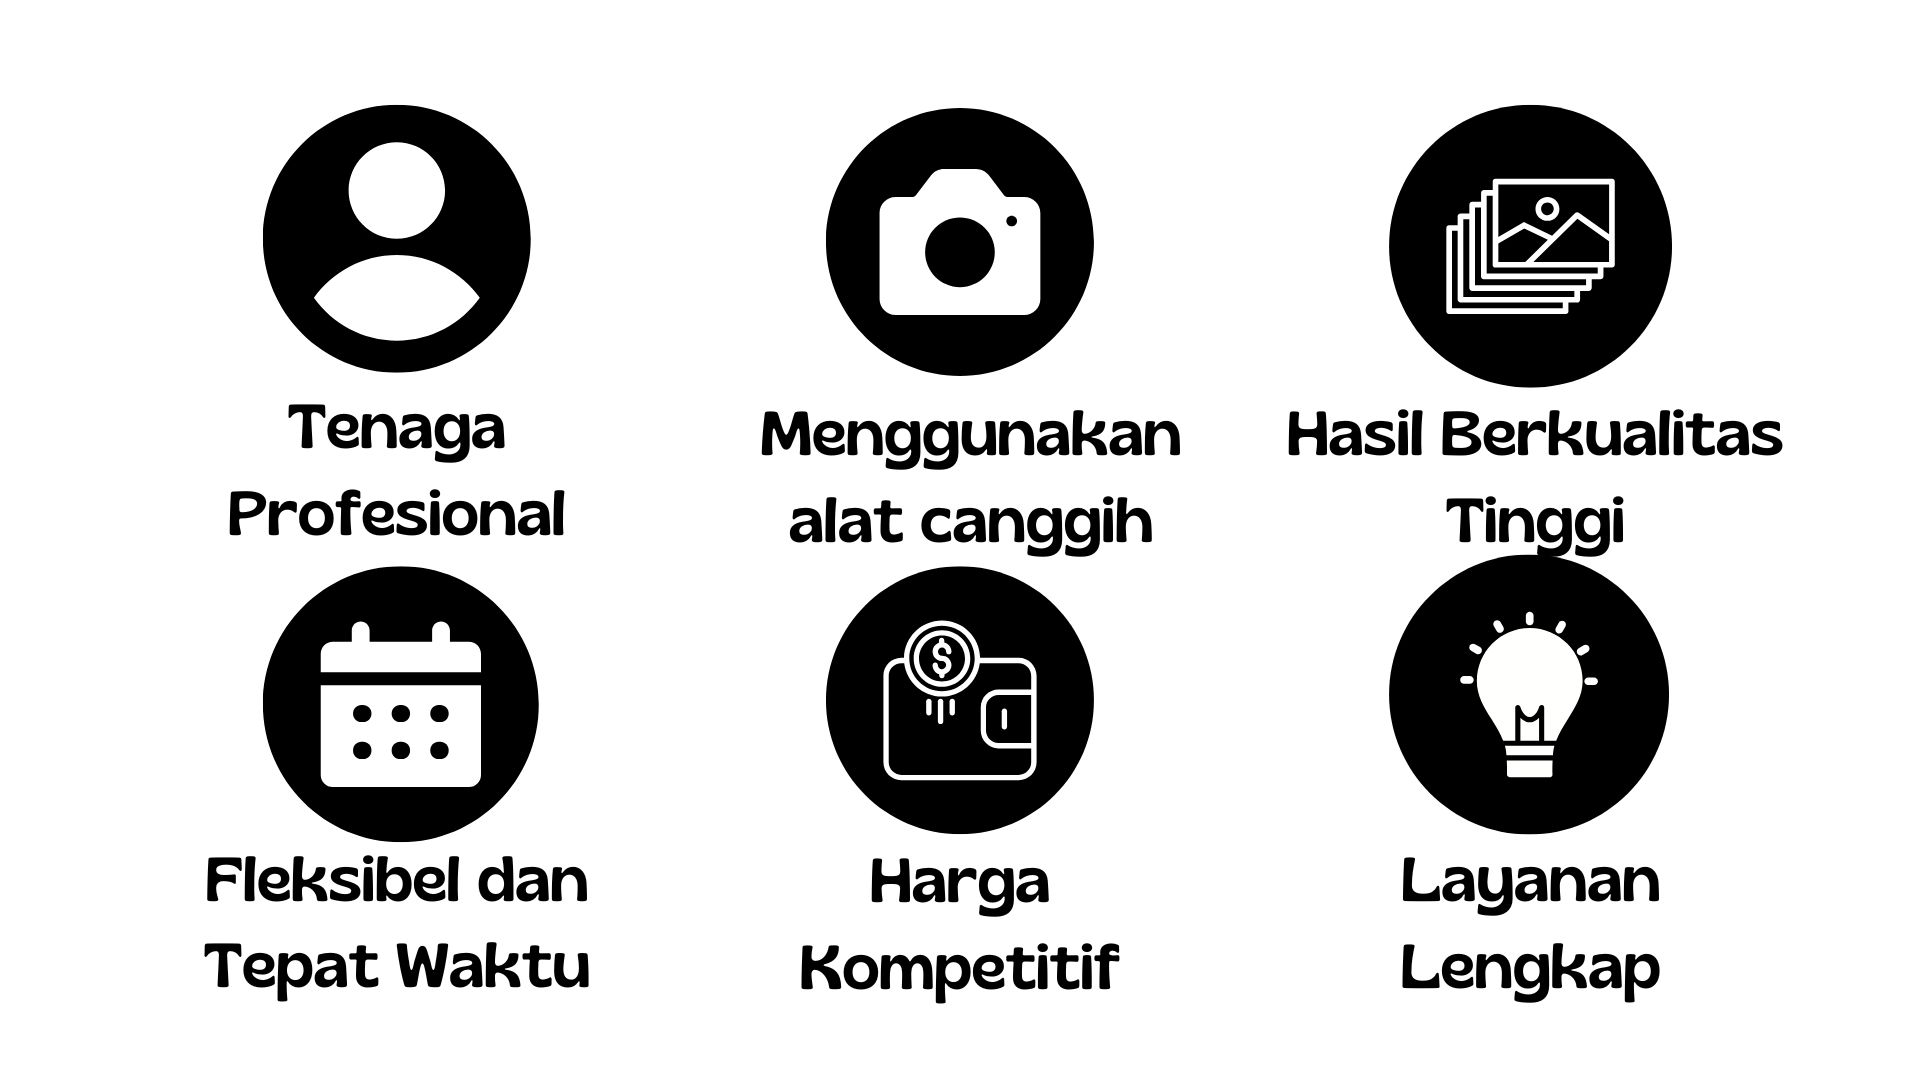 Tenaga
Profesional
Menggunakan
alat canggih
Hasil Berkualitas
Tinggi
Fleksibel dan
Tepat Waktu
$
Harga
Kompetitif
Layanan
Lengkap